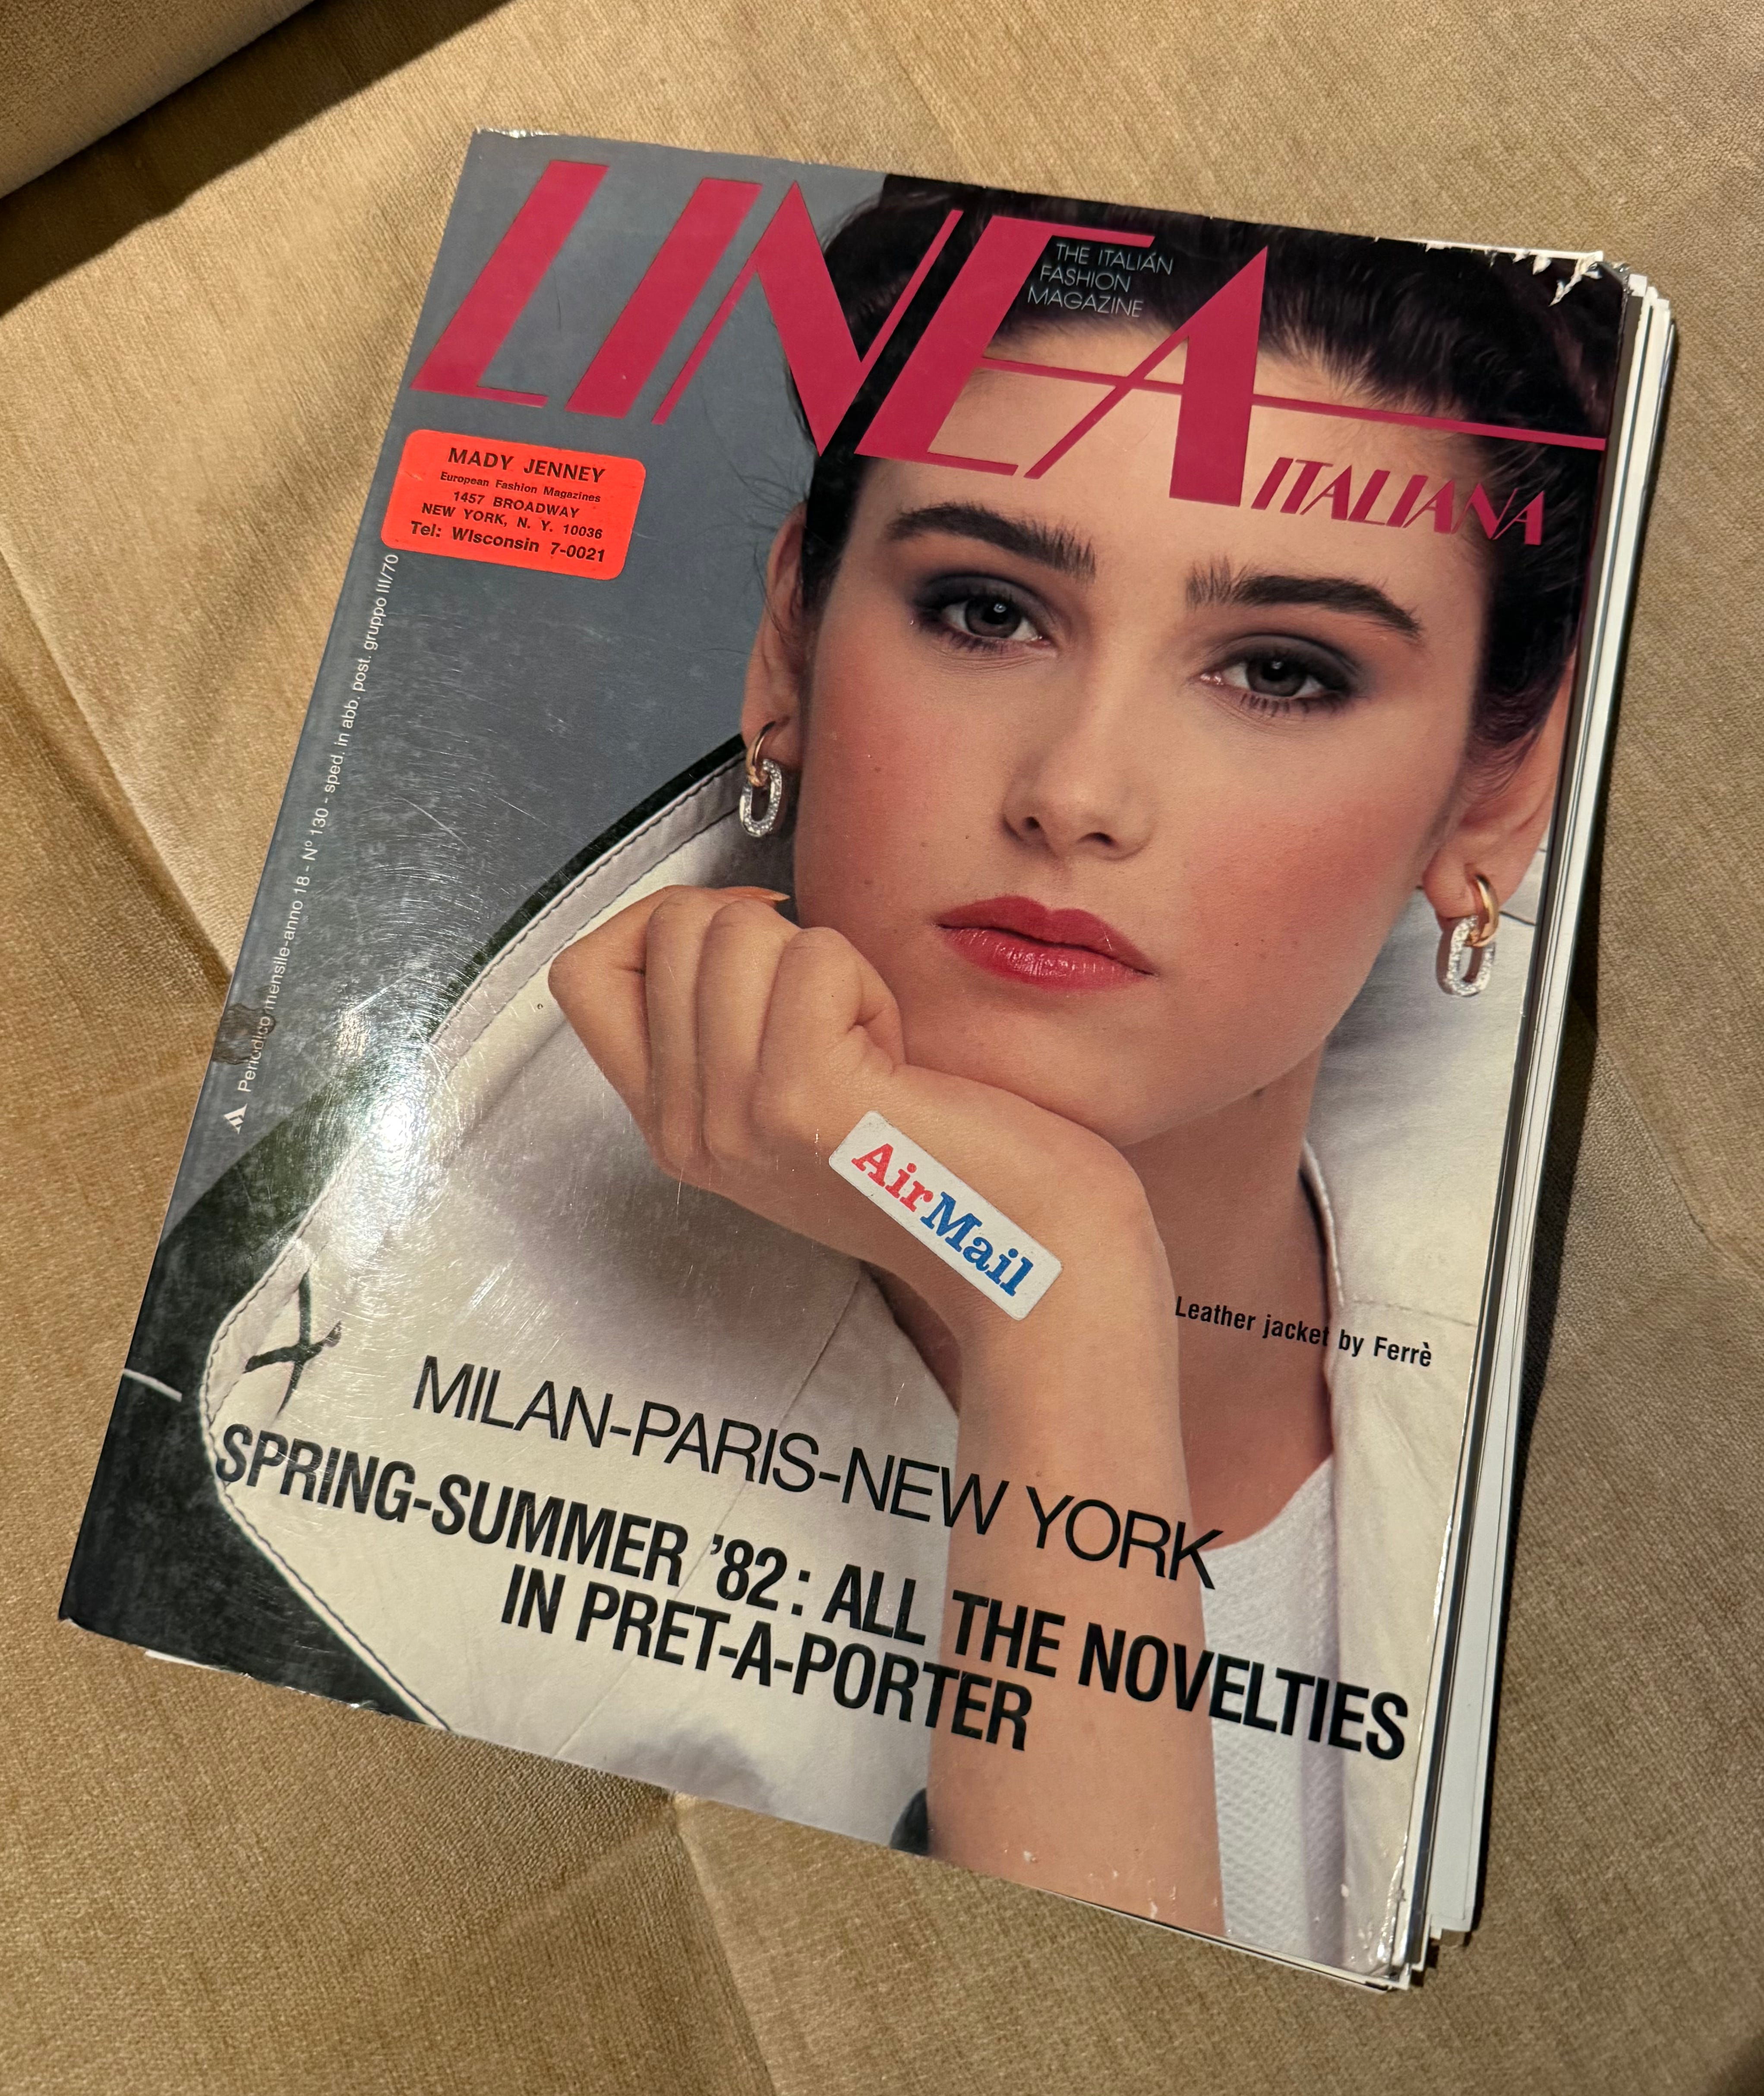 LINEA
THE ITALIAN
FASHION
MAGAZINE
ITALIANA
MADY JENNEY
European Fashion Magazines
1457 BROADWAY
NEW YORK, N. Y. 10036
Tel: WIsconsin 7-0021
Periodico mensile-anno 18 - Nº 130 - sped. in abb. post. gruppo III/70
AirMail
Leather jacket by Ferrè
MILAN-PARIS-NEW YORK
SPRING-SUMMER '82: ALL THE NOVELTIES
IN PRET-A-PORTER